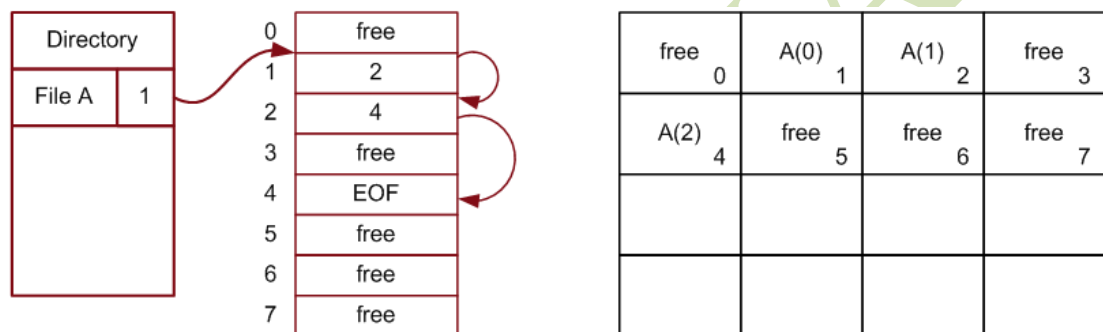 Directory
File A 1
0 free
1 2
2 4
3 free
4 EOF
5 free
6 free
7 free
free 0 A(0) 1 A(1) 2 free 3
A(2) 4 free 5 free 6 free 7